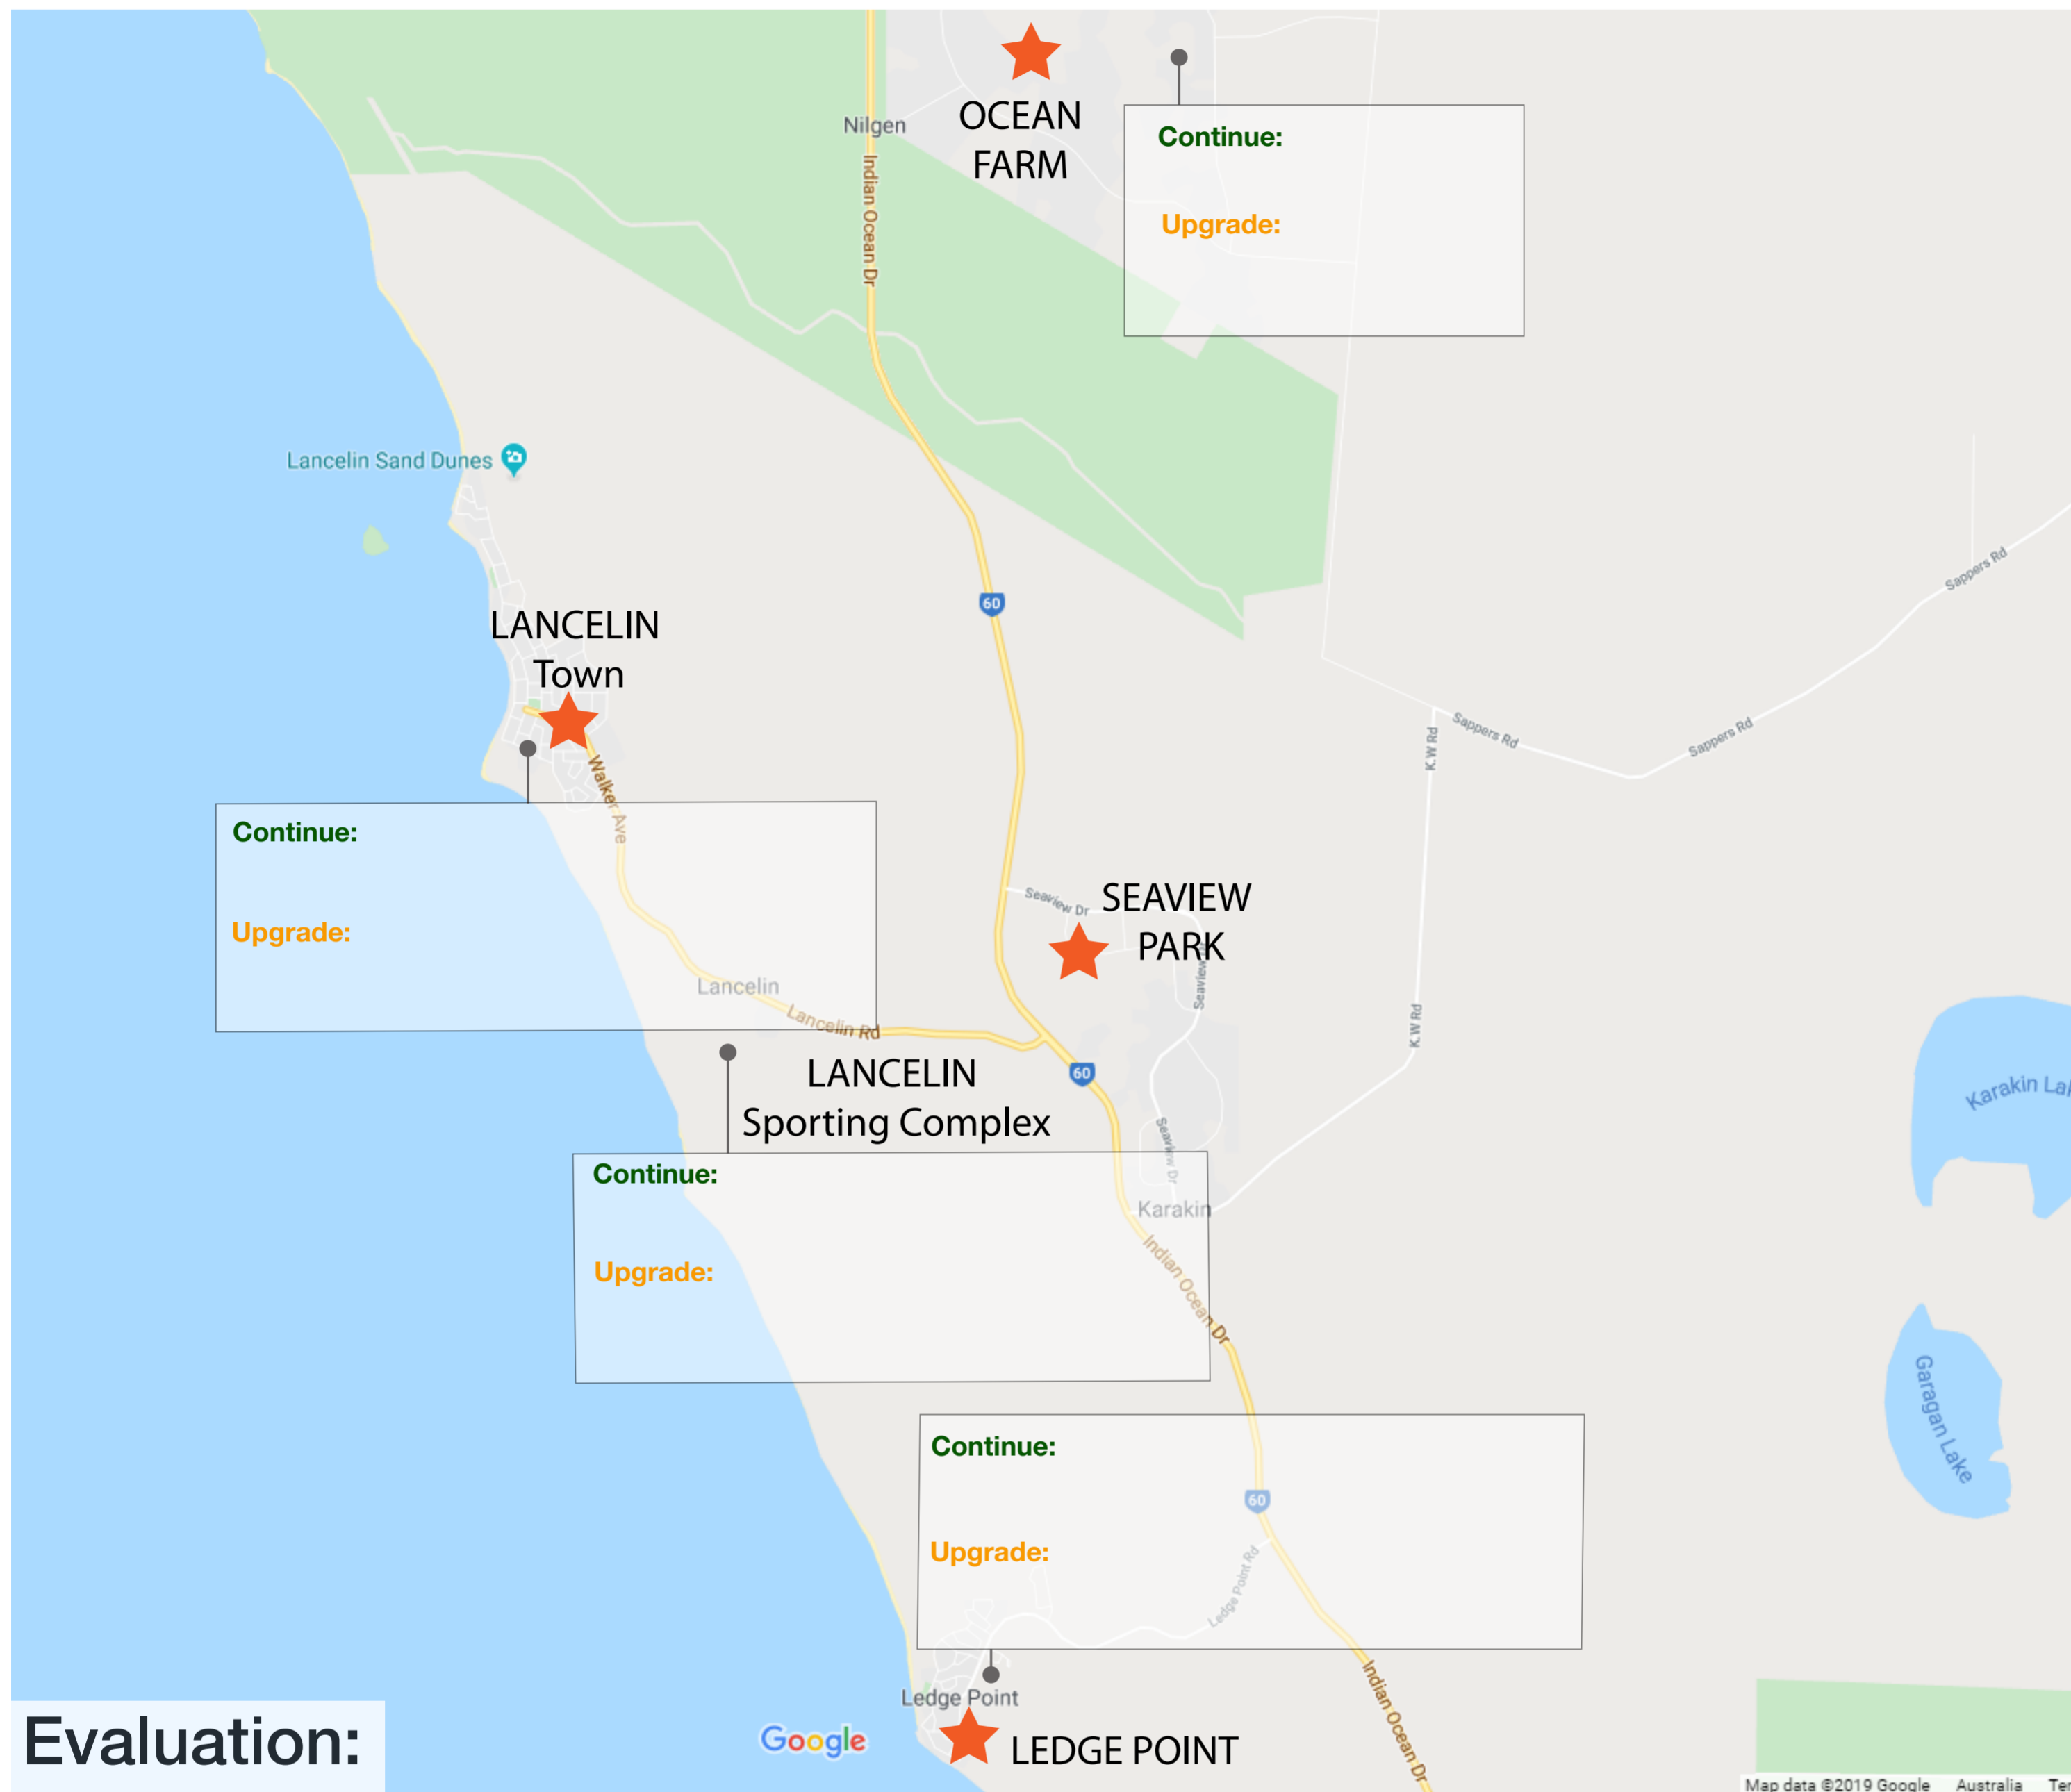 OCEAN
FARM
Nilgen
Continue:
Upgrade:
Indian Ocean Dr
Lancelin Sand Dunes
60
Sappers Rd
LANCELIN
Town
Sappers Rd
Sappers Rd
K.W Rd
Walker Ave
Continue:
Upgrade:
Seaview Dr
SEAVIEW
PARK
Seaview
Lancelin
Lancelin Rd
K.W Rd
LANCELIN
Sporting Complex
60
Karakin
Seaview Dr
Continue:
Upgrade:
Karakin
Indian Ocean Dr
Garagan Lake
Continue:
Upgrade:
60
Ledge Point Rd
Indian Ocean Dr
Ledge Point
LEDGE POINT
Evaluation:
Google
Map data ©2019 Google Australia